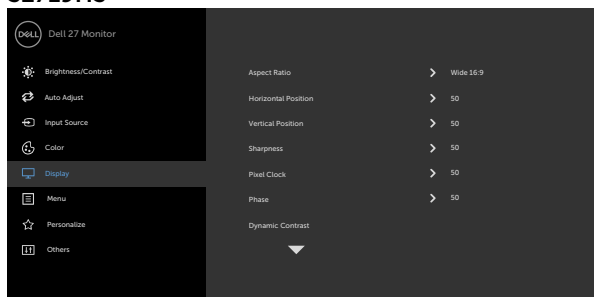 DELL
Dell 27 Monitor
Brightness/Contrast
Auto Adjust
Input Source
Color
Display
Menu
Personalize
Others
Aspect Ratio Wide 16:9
Horizontal Position 50
Vertical Position 50
Sharpness 50
Pixel Clock 50
Phase 50
Dynamic Contrast